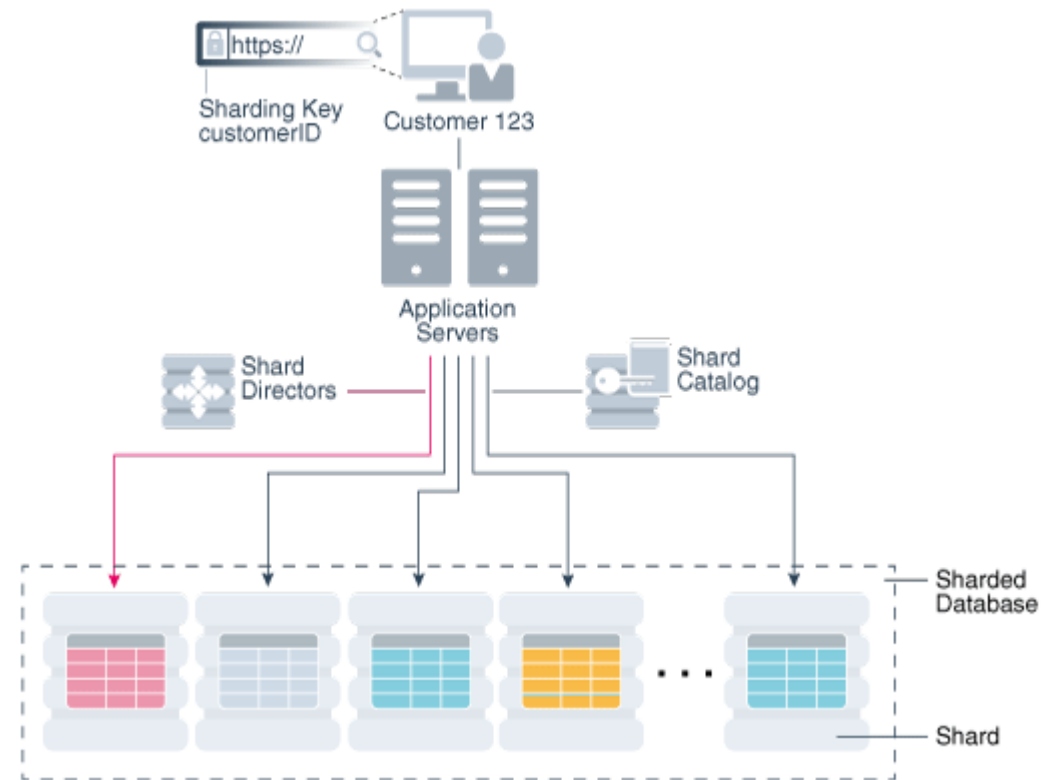 https://
Sharding Key
customerID
Customer 123
Application
Servers
Shard
Directors
Shard
Catalog
Sharded
Database
Shard